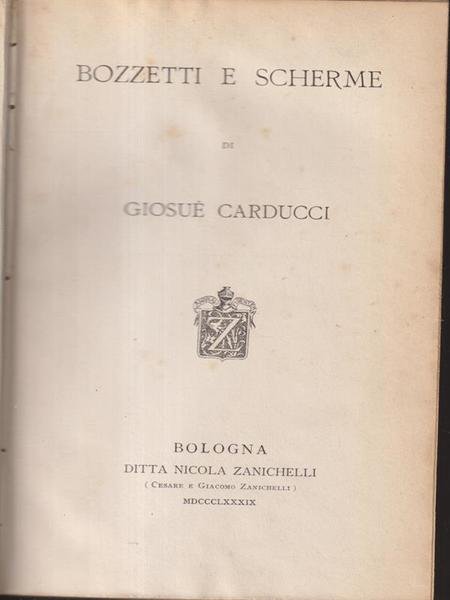 BOZZETTI E SCHERME
DI
GIOSUÈ CARDUCCI
Z
BOLOGNA
DITTA NICOLA ZANICHELLI
( CESARE E GIACOMO ZANICHELLI )
MDCCCLXXXIX